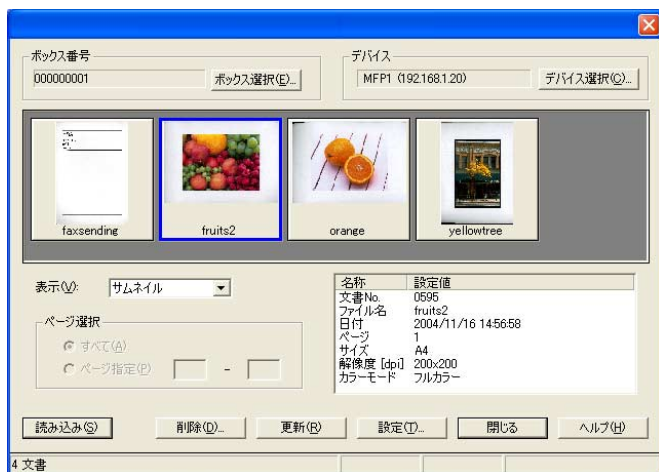 ボックス番号
000000001
ボックス選択(E)...
デバイス
MFP1 (192.168.1.20)
デバイス選択(C)...
faxsending
fruits2
orange
yellowtree
表示(V):
サムネイル
ページ選択
すべて(A)
ページ指定(P)
-
名称 設定値
文書No. 0595
ファイル名 fruits2
日付 2004/11/16 14:56:58
ページ 1
サイズ A4
解像度 [dpi] 200x200
カラーモード フルカラー
読み込み(S)
削除(D)...
更新(R)
設定(T)...
閉じる
ヘルプ(H)
4 文書